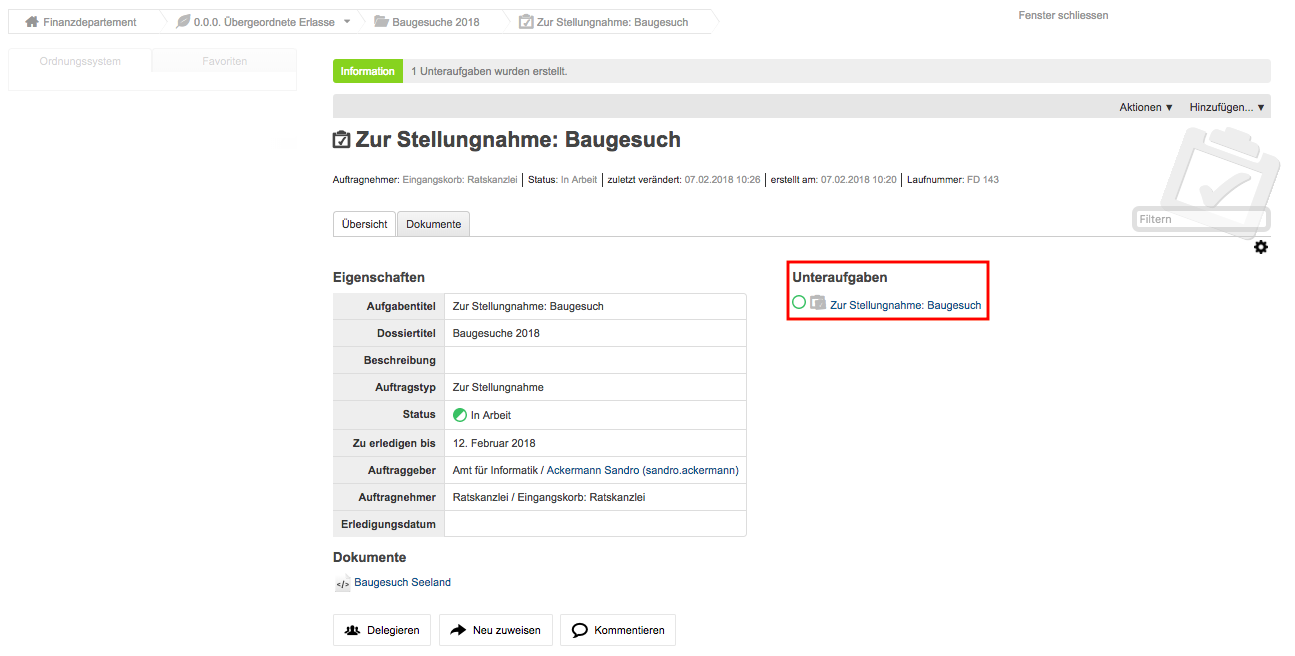 Finanzdepartement 0.0.0. Übergeordnete Erlasse Baugesuche 2018 Zur Stellungnahme: Baugesuch
Fenster schliessen
Ordnungssystem Favoriten
Information 1 Unteraufgaben wurden erstellt.
Aktionen ▼ Hinzufügen... ▼
Zur Stellungnahme: Baugesuch
Auftragnehmer: Eingangskorb: Ratskanzlei | Status: In Arbeit | zuletzt verändert: 07.02.2018 10:26 | erstellt am: 07.02.2018 10:20 | Laufnummer: FD 143
Filtern
Übersicht Dokumente
Eigenschaften
Aufgabentitel Zur Stellungnahme: Baugesuch
Dossiertitel Baugesuche 2018
Beschreibung
Auftragstyp Zur Stellungnahme
Status In Arbeit
Zu erledigen bis 12. Februar 2018
Auftraggeber Amt für Informatik / Ackermann Sandro (sandro.ackermann)
Auftragnehmer Ratskanzlei / Eingangskorb: Ratskanzlei
Erledigungsdatum
Unteraufgaben
Zur Stellungnahme: Baugesuch
Dokumente
Baugesuch Seeland
Delegieren Neu zuweisen Kommentieren